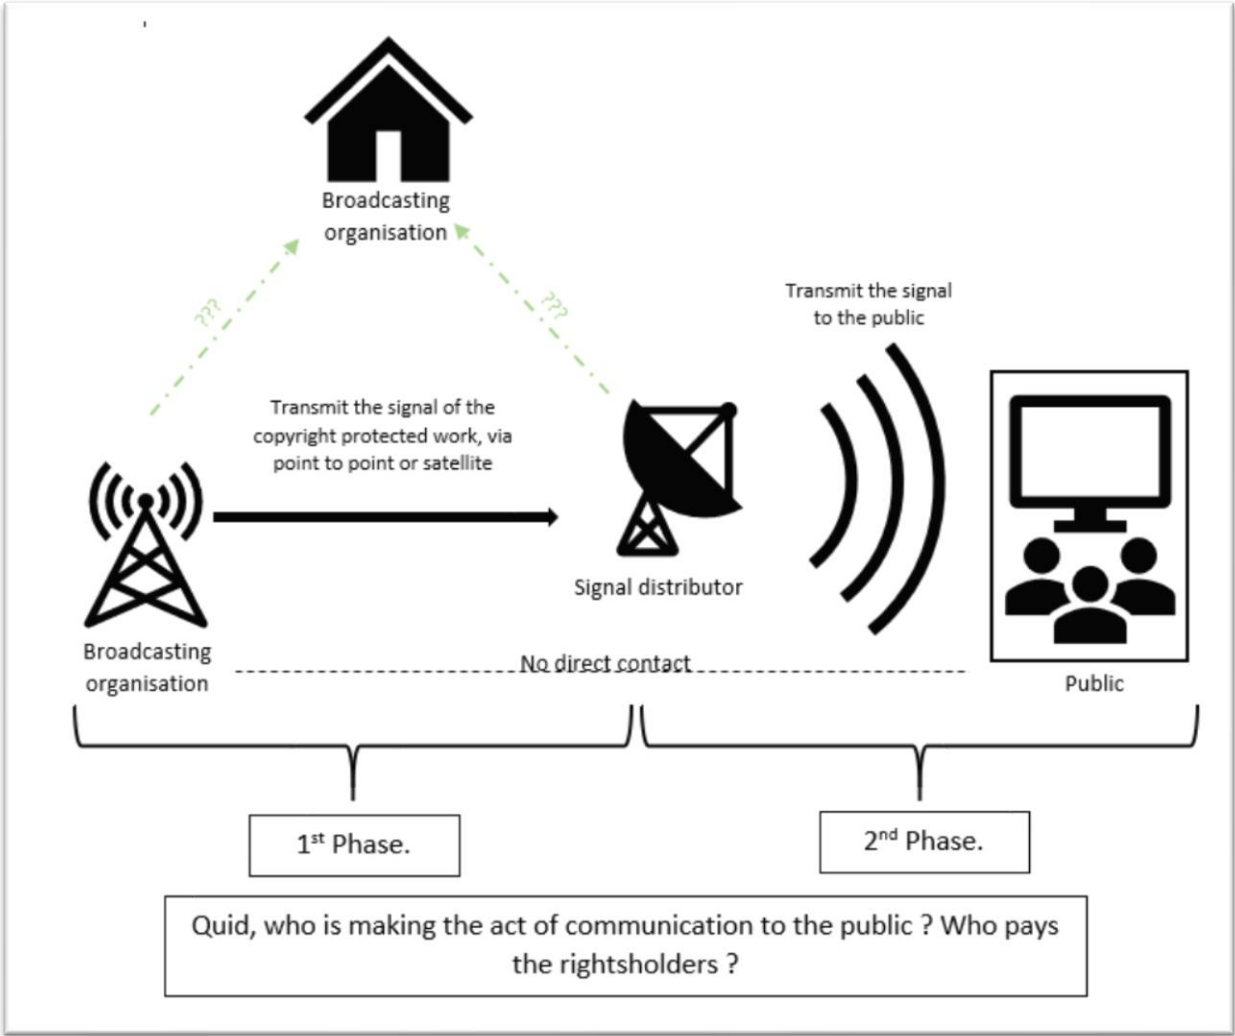 Broadcasting
organisation
???
???
Transmit the signal
to the public
Transmit the signal of the
copyright protected work, via
point to point or satellite
Signal distributor
Broadcasting
organisation
No direct contact
Public
1st Phase.
2nd Phase.
Quid, who is making the act of communication to the public ? Who pays
the rightsholders ?